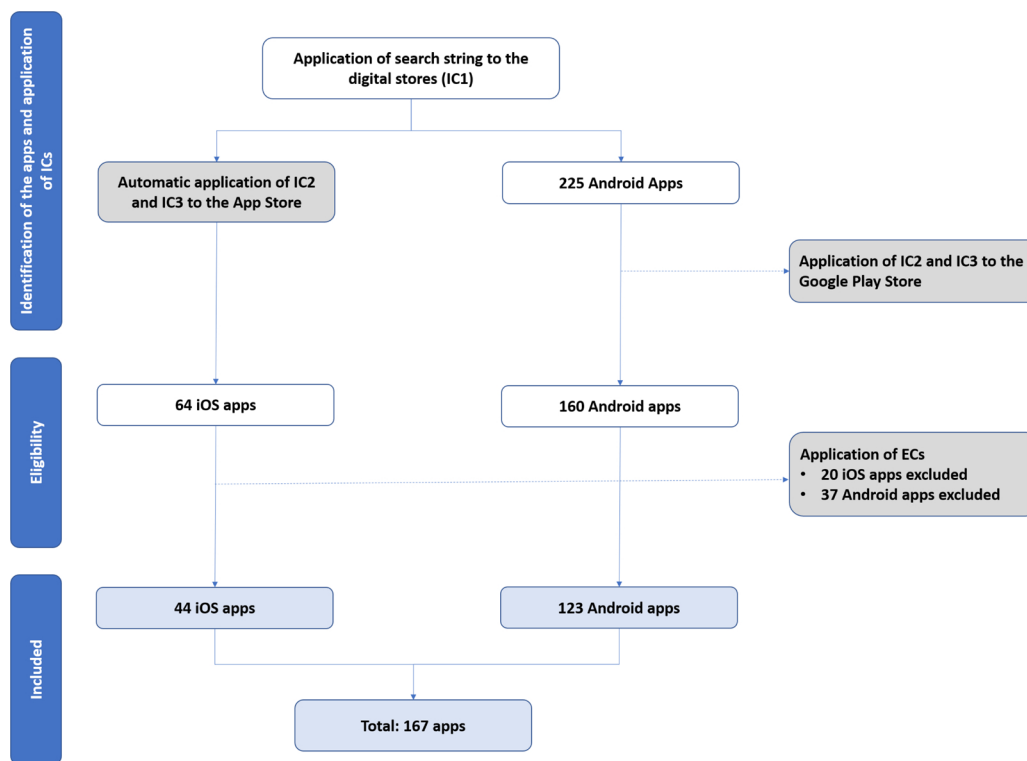 Identification of the apps and application
of ICs
Application of search string to the
digital stores (IC1)
Automatic application of IC2
and IC3 to the App Store
225 Android Apps
Application of IC2 and IC3 to the
Google Play Store
Eligibility
64 iOS apps
160 Android apps
Application of ECs
• 20 iOS apps excluded
• 37 Android apps excluded
Included
44 iOS apps
123 Android apps
Total: 167 apps